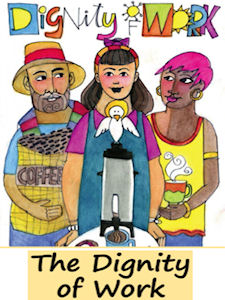 DIGNITY OF WORK
COFFEE
The Dignity
of Work